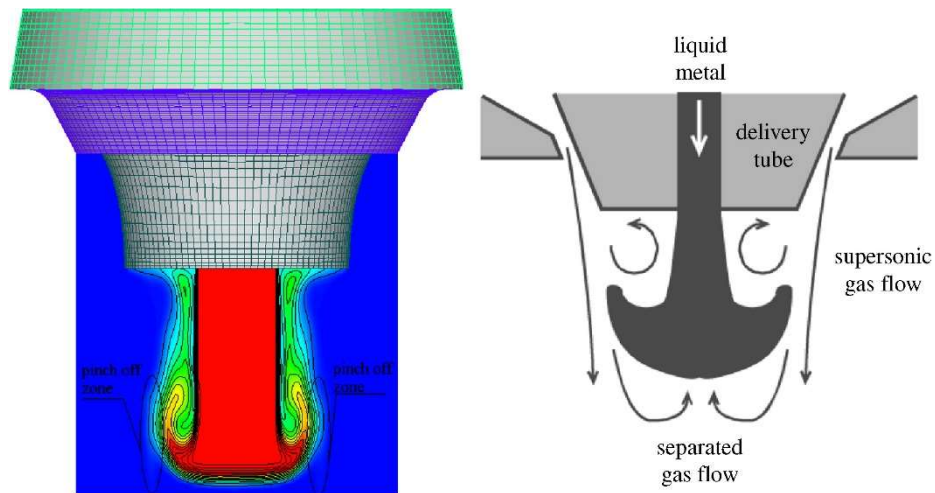 pinch off
zone
pinch off
zone
liquid
metal
delivery
tube
supersonic
gas flow
separated
gas flow